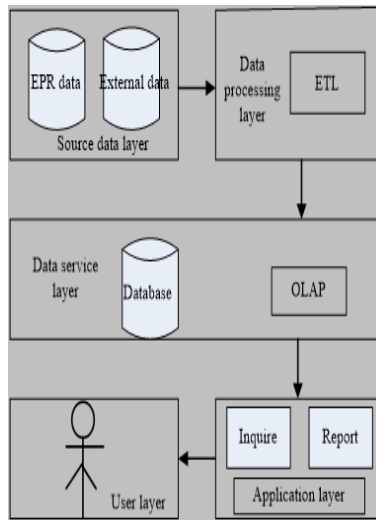 EPR data
External data
Source data layer
Data
processing
layer
ETL
Data service
layer
Database
OLAP
User layer
Inquire
Report
Application layer